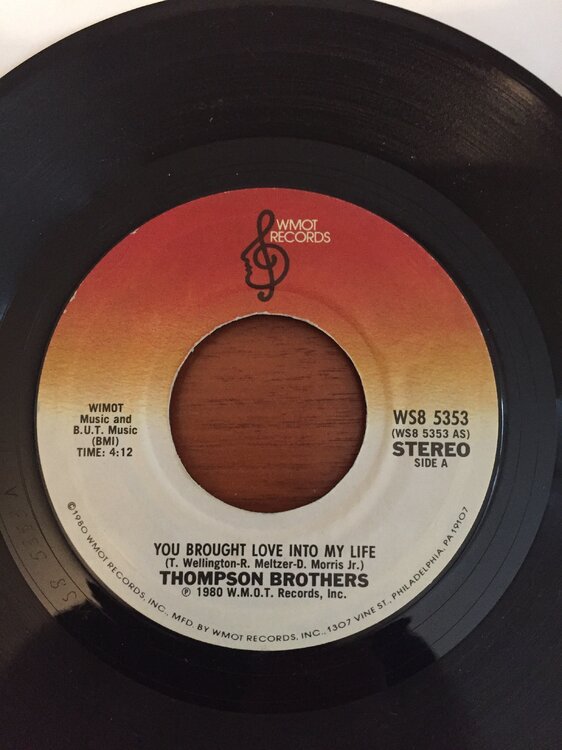 WMOT
RECORDS
WIMOT
Music and
B.U.T. Music
(BMI)
TIME: 4:12
WS8 5353
(WS8 5353 AS)
STEREO
SIDE A
YOU BROUGHT LOVE INTO MY LIFE
(T. Wellington-R. Meltzer-D. Morris Jr.)
THOMPSON BROTHERS
℗ 1980 W.M.O.T. Records, Inc.
©1980 WMOT RECORDS, INC., MFD. BY WMOT RECORDS, INC., 1307 VINE ST., PHILADELPHIA, PA 19107